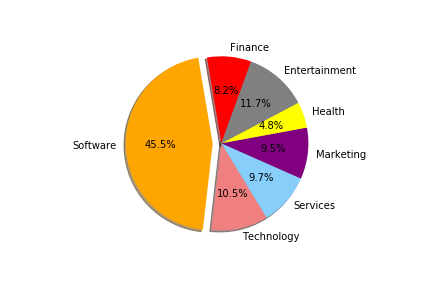 Finance
Entertainment
8.2%
11.7%
Health
4.8%
Software
45.5%
9.5%
Marketing
9.7%
10.5%
Services
Technology